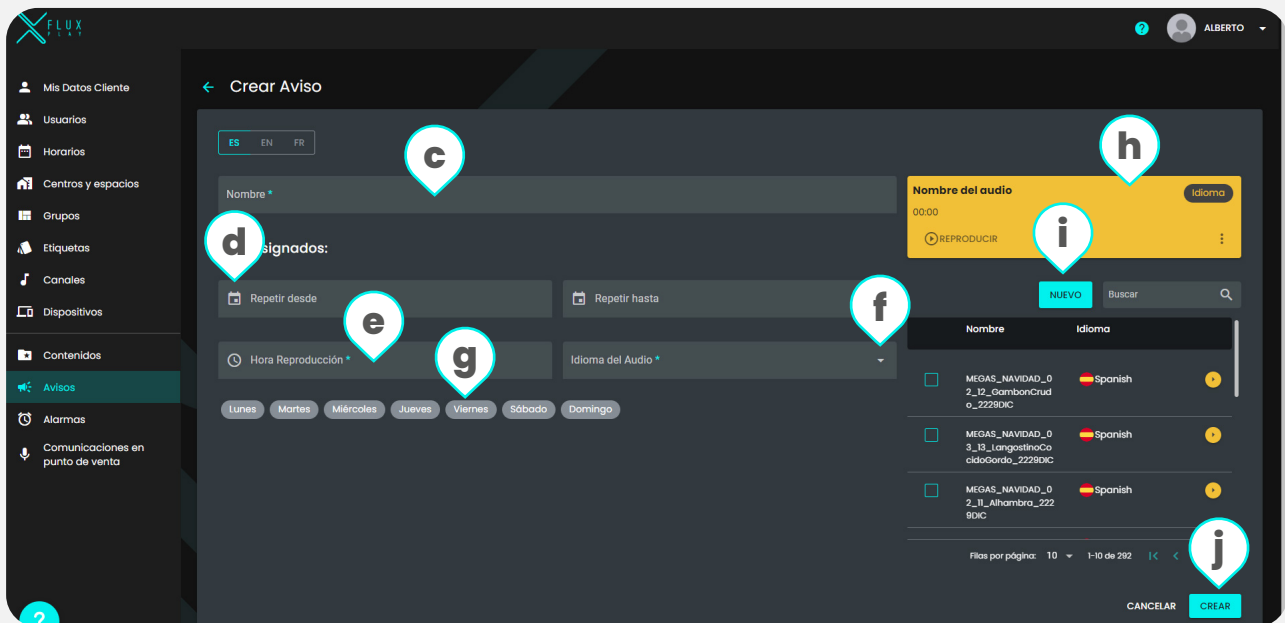 FLUX
PLAY
?
ALBERTO
Mis Datos Cliente
Usuarios
Horarios
Centros y espacios
Grupos
Etiquetas
Canales
Dispositivos
Contenidos
Avisos
Alarmas
Comunicaciones en
punto de venta
?
Crear Aviso
ES EN FR
c
Nombre *
d
signados:
Repetir desde
Repetir hasta
e
f
Hora Reproducción *
Idioma del Audio *
g
Lunes Martes Miércoles Jueves Viernes Sábado Domingo
h
Nombre del audio
Idioma
00:00
REPRODUCIR
i
NUEVO
Buscar
Nombre Idioma
MEGAS_NAVIDAD_0
2_12_GambonCrud
o_2229DIC
Spanish
MEGAS_NAVIDAD_0
3_13_LangostinoCo
cidoGordo_2229DIC
Spanish
MEGAS_NAVIDAD_0
2_11_Alhambra_222
9DIC
Spanish
Filas por página: 10 1-10 de 292
j
CANCELAR CREAR